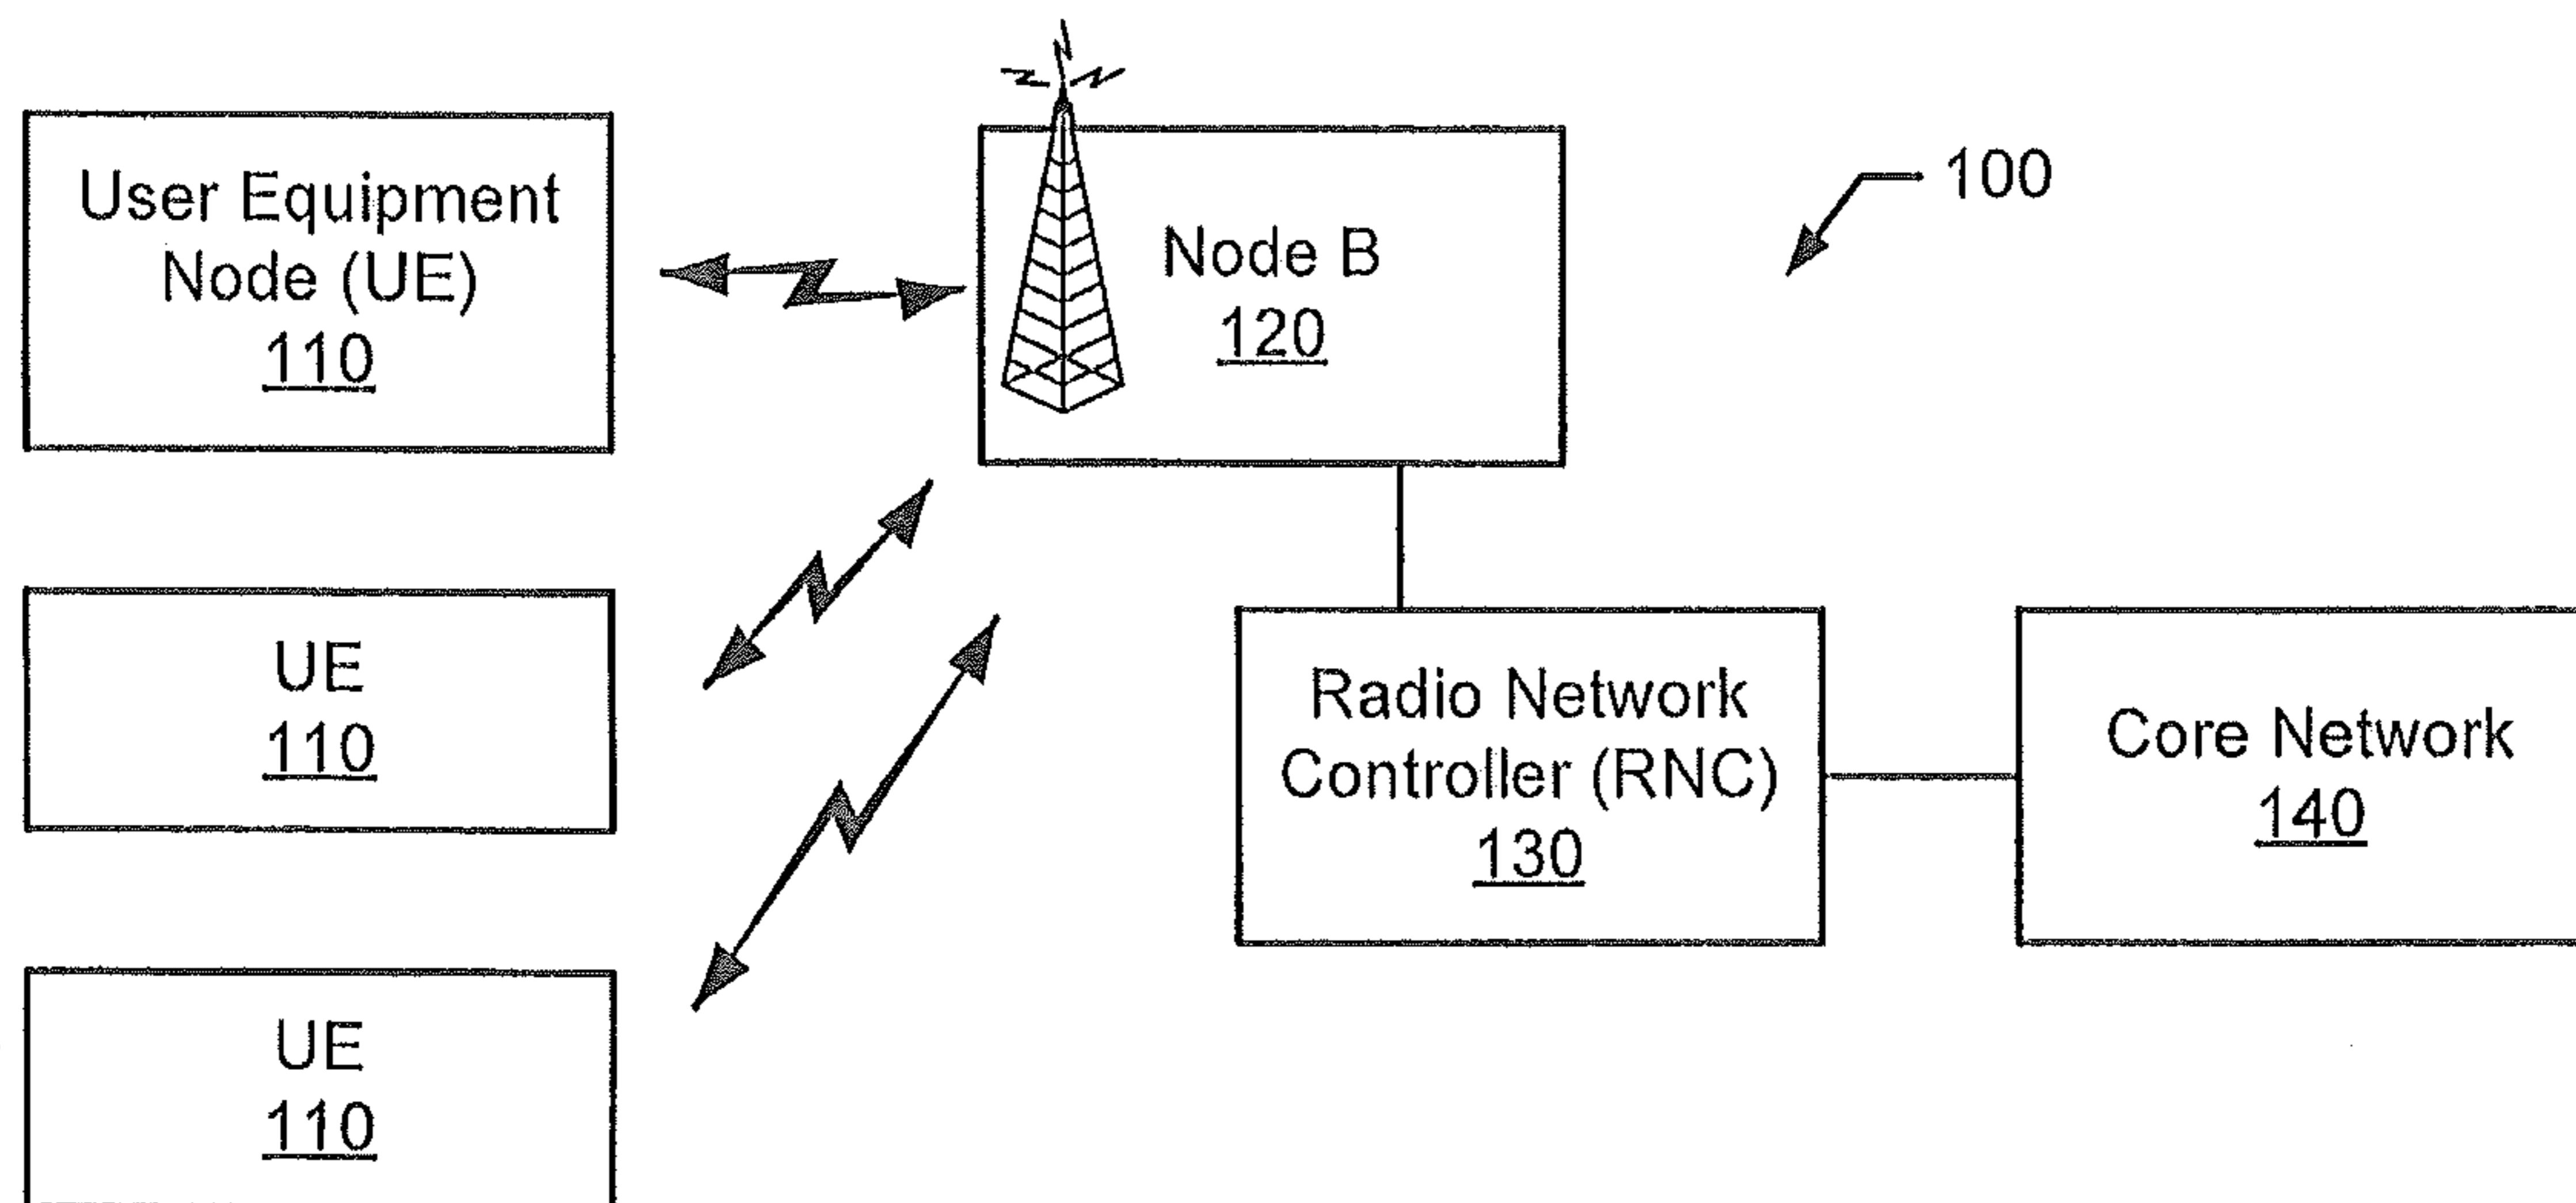 User Equipment
Node (UE)
110
Node B
120
100
UE
110
Radio Network
Controller (RNC)
130
Core Network
140
UE
110